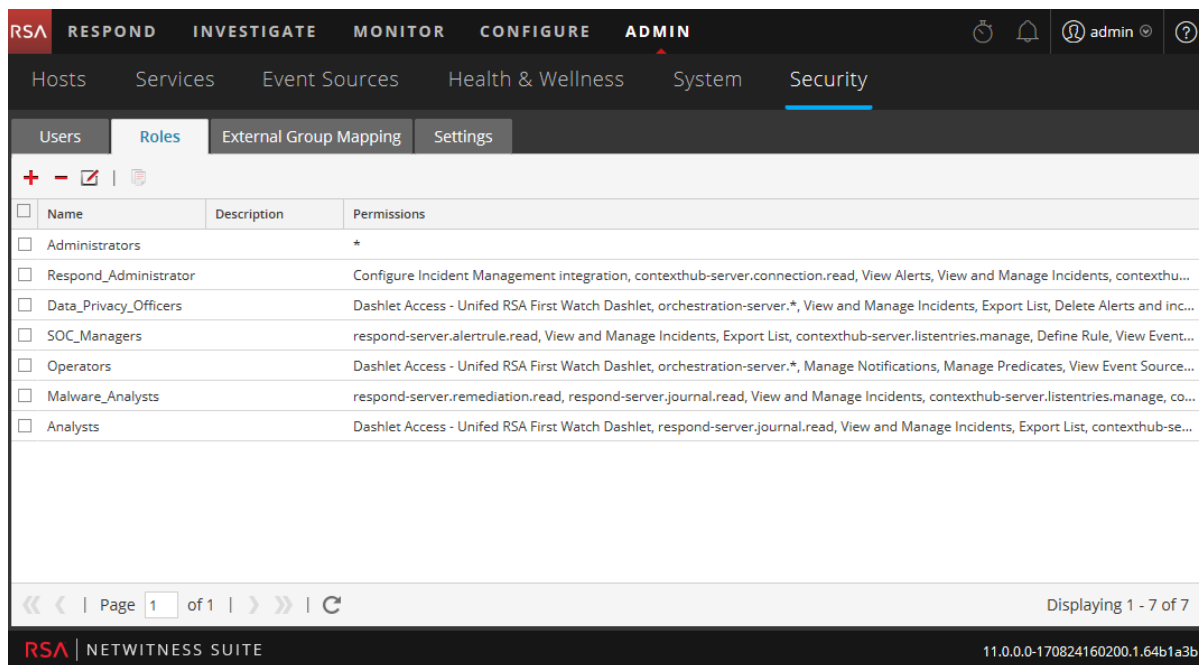 RSA RESPOND INVESTIGATE MONITOR CONFIGURE ADMIN admin ?
Hosts Services Event Sources Health & Wellness System Security
Users Roles External Group Mapping Settings
Name Description Permissions
Administrators *
Respond_Administrator Configure Incident Management integration, contexthub-server.connection.read, View Alerts, View and Manage Incidents, contexthu...
Data_Privacy_Officers Dashlet Access - Unifed RSA First Watch Dashlet, orchestration-server.*, View and Manage Incidents, Export List, Delete Alerts and inc...
SOC_Managers respond-server.alertrule.read, View and Manage Incidents, Export List, contexthub-server.listentries.manage, Define Rule, View Event...
Operators Dashlet Access - Unifed RSA First Watch Dashlet, orchestration-server.*, Manage Notifications, Manage Predicates, View Event Source...
Malware_Analysts respond-server.remediation.read, respond-server.journal.read, View and Manage Incidents, contexthub-server.listentries.manage, co...
Analysts Dashlet Access - Unifed RSA First Watch Dashlet, respond-server.journal.read, View and Manage Incidents, Export List, contexthub-se...
Page 1 of 1 Displaying 1 - 7 of 7
RSA NETWITNESS SUITE 11.0.0.0-170824160200.1.64b1a3b